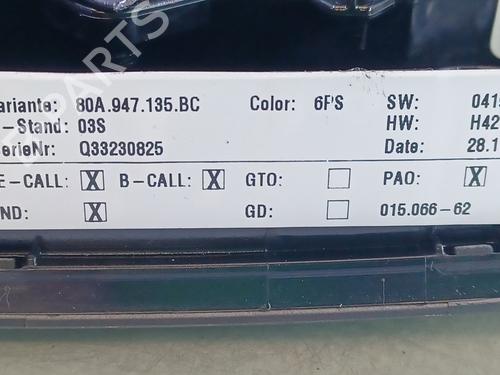 ariante: 80A.947.135.BC Color: 6PS SW: 041
-Stand: 03S HW: H42
erieNr: Q33230825 Date: 28.1
E-CALL: X B-CALL: X GTO: PAO: X
ND: X GD: 015.066-62